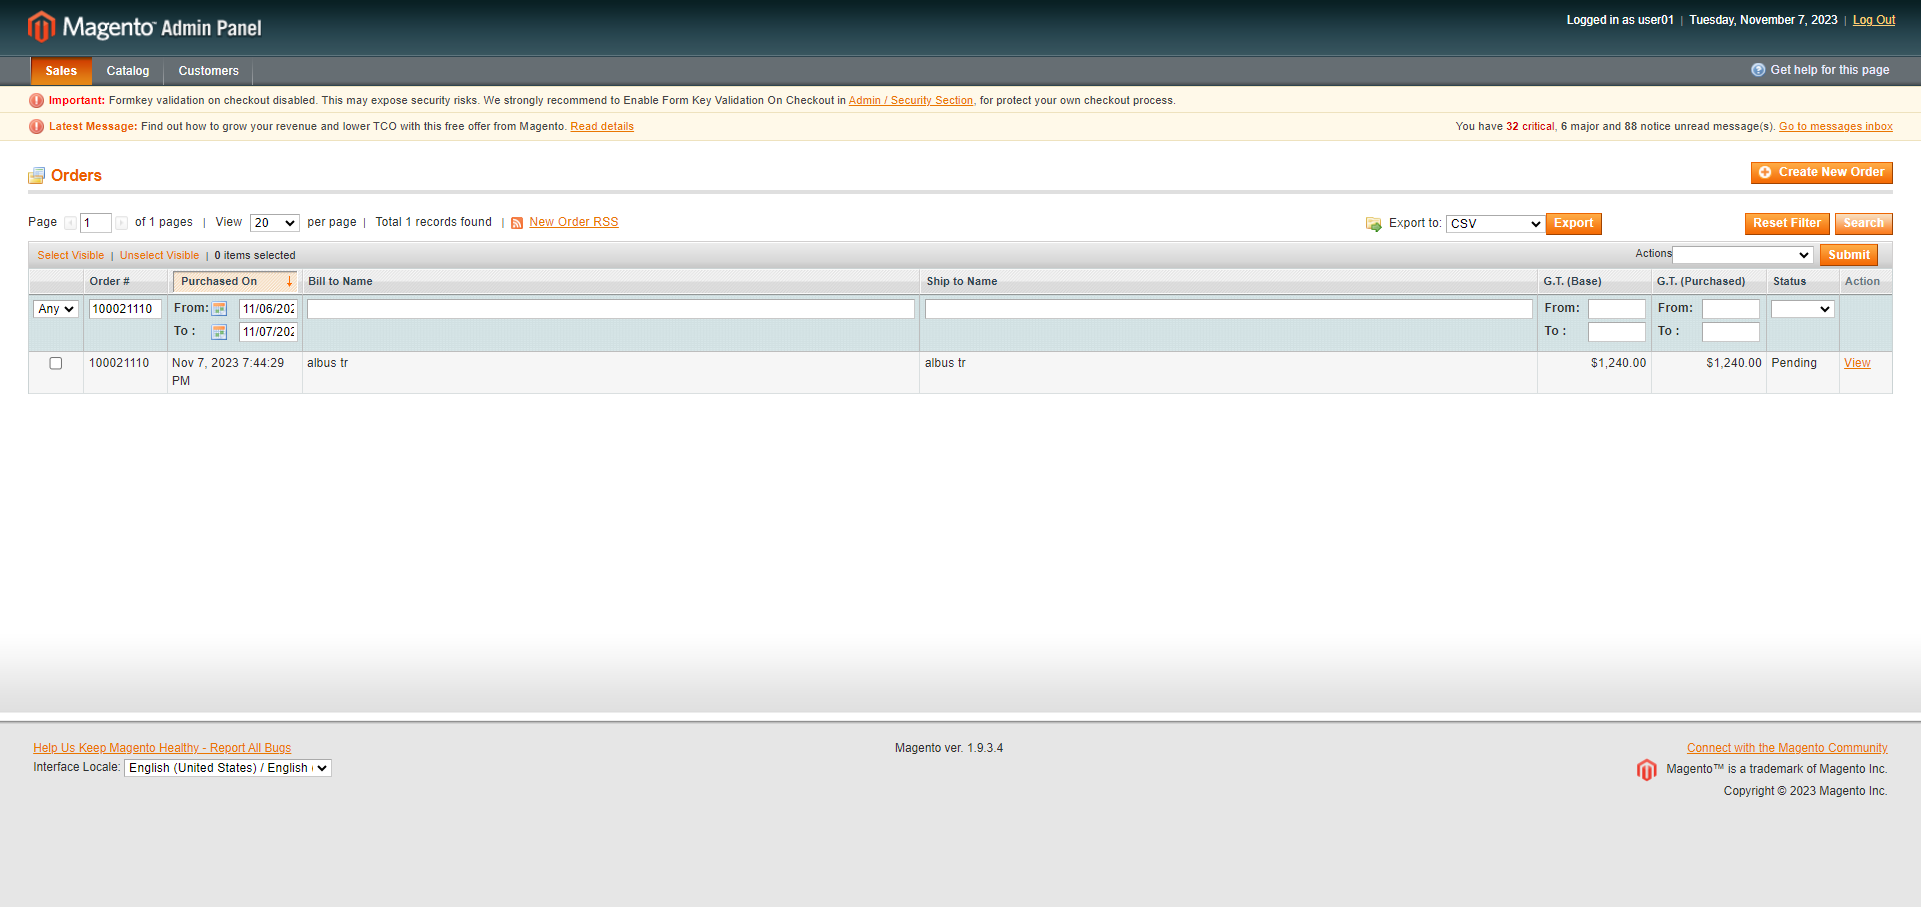 Magento Admin Panel
Logged in as user01 | Tuesday, November 7, 2023 | Log Out
Sales Catalog Customers
Get help for this page
Important: Formkey validation on checkout disabled. This may expose security risks. We strongly recommend to Enable Form Key Validation On Checkout in Admin / Security Section, for protect your own checkout process.
Latest Message: Find out how to grow your revenue and lower TCO with this free offer from Magento. Read details
You have 32 critical, 6 major and 88 notice unread message(s). Go to messages inbox
Orders
Create New Order
Page 1 of 1 pages | View 20 per page | Total 1 records found | New Order RSS
Export to: CSV Export
Reset Filter Search
Select Visible | Unselect Visible | 0 items selected
Actions Submit
Order # Purchased On Bill to Name Ship to Name G.T. (Base) G.T. (Purchased) Status Action
Any 100021110 From: 11/06/202 From: From:
To : 11/07/202 To : To :
100021110 Nov 7, 2023 7:44:29 PM albus tr albus tr $1,240.00 $1,240.00 Pending View
Help Us Keep Magento Healthy - Report All Bugs
Interface Locale: English (United States) / English
Magento ver. 1.9.3.4
Connect with the Magento Community
Magento™ is a trademark of Magento Inc.
Copyright © 2023 Magento Inc.